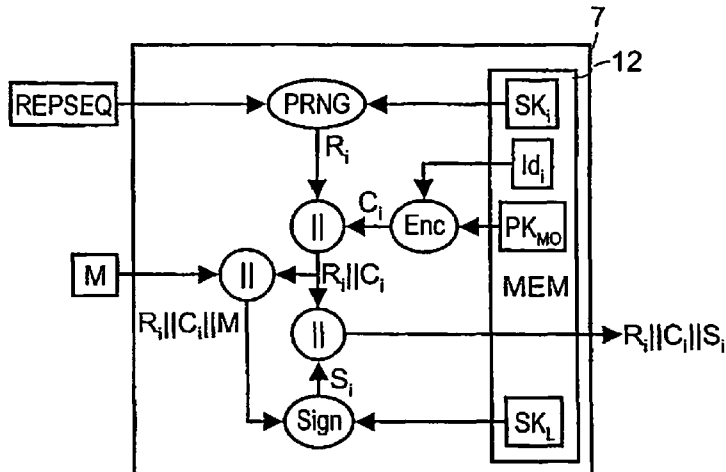 7
12
REPSEQ
PRNG
SKi
Ri
Idi
Ci
Enc
PKMO
||
M
||
Ri||Ci
MEM
Ri||Ci||M
||
Ri||Ci||Si
Si
Sign
SKL